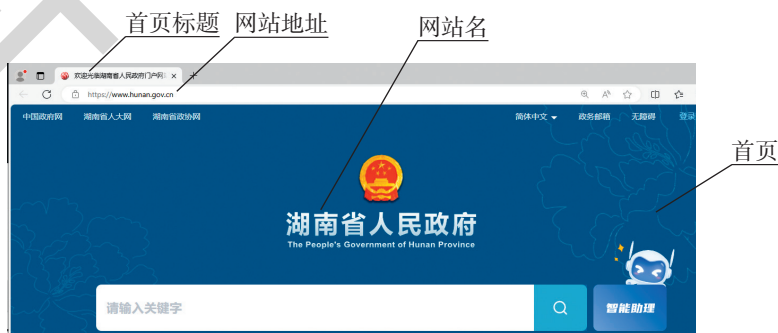 首页标题 网站地址
网站名
欢迎光临湖南省人民政府门户网
https://www.hunan.gov.cn
中国政府网 湖南省人大网 湖南省政协网 简体中文 政务邮箱 无障碍 登录
首页
湖南省人民政府
The People's Government of Hunan Province
请输入关键字
智能助理